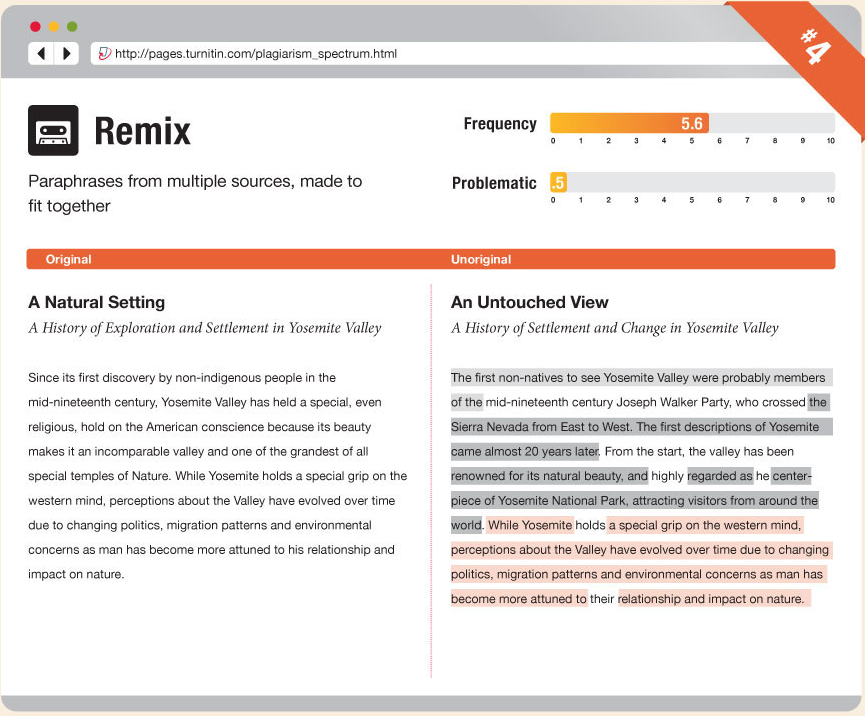 http://pages.turnitin.com/plagiarism_spectrum.html
#4
Remix
Paraphrases from multiple sources, made to
fit together
Frequency
5.6
0 1 2 3 4 5 6 7 8 9 10
Problematic
.5
0 1 2 3 4 5 6 7 8 9 10
Original
Unoriginal
A Natural Setting
A History of Exploration and Settlement in Yosemite Valley
Since its first discovery by non-indigenous people in the
mid-nineteenth century, Yosemite Valley has held a special, even
religious, hold on the American conscience because its beauty
makes it an incomparable valley and one of the grandest of all
special temples of Nature. While Yosemite holds a special grip on the
western mind, perceptions about the Valley have evolved over time
due to changing politics, migration patterns and environmental
concerns as man has become more attuned to his relationship and
impact on nature.
An Untouched View
A History of Settlement and Change in Yosemite Valley
The first non-natives to see Yosemite Valley were probably members
of the mid-nineteenth century Joseph Walker Party, who crossed the
Sierra Nevada from East to West. The first descriptions of Yosemite
came almost 20 years later. From the start, the valley has been
renowned for its natural beauty, and highly regarded as he center-
piece of Yosemite National Park, attracting visitors from around the
world. While Yosemite holds a special grip on the western mind,
perceptions about the Valley have evolved over time due to changing
politics, migration patterns and environmental concerns as man has
become more attuned to their relationship and impact on nature.